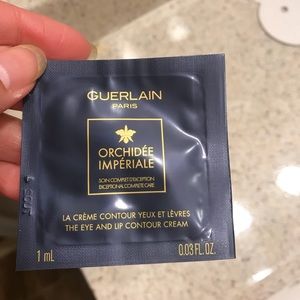 GUERLAIN
PARIS
ORCHIDÉE
IMPÉRIALE
SOIN COMPLET D'EXCEPTION
EXCEPTIONAL COMPLETE CARE
LA CRÈME CONTOUR YEUX ET LÈVRES
THE EYE AND LIP CONTOUR CREAM
1 mL
0.03 FL.OZ.